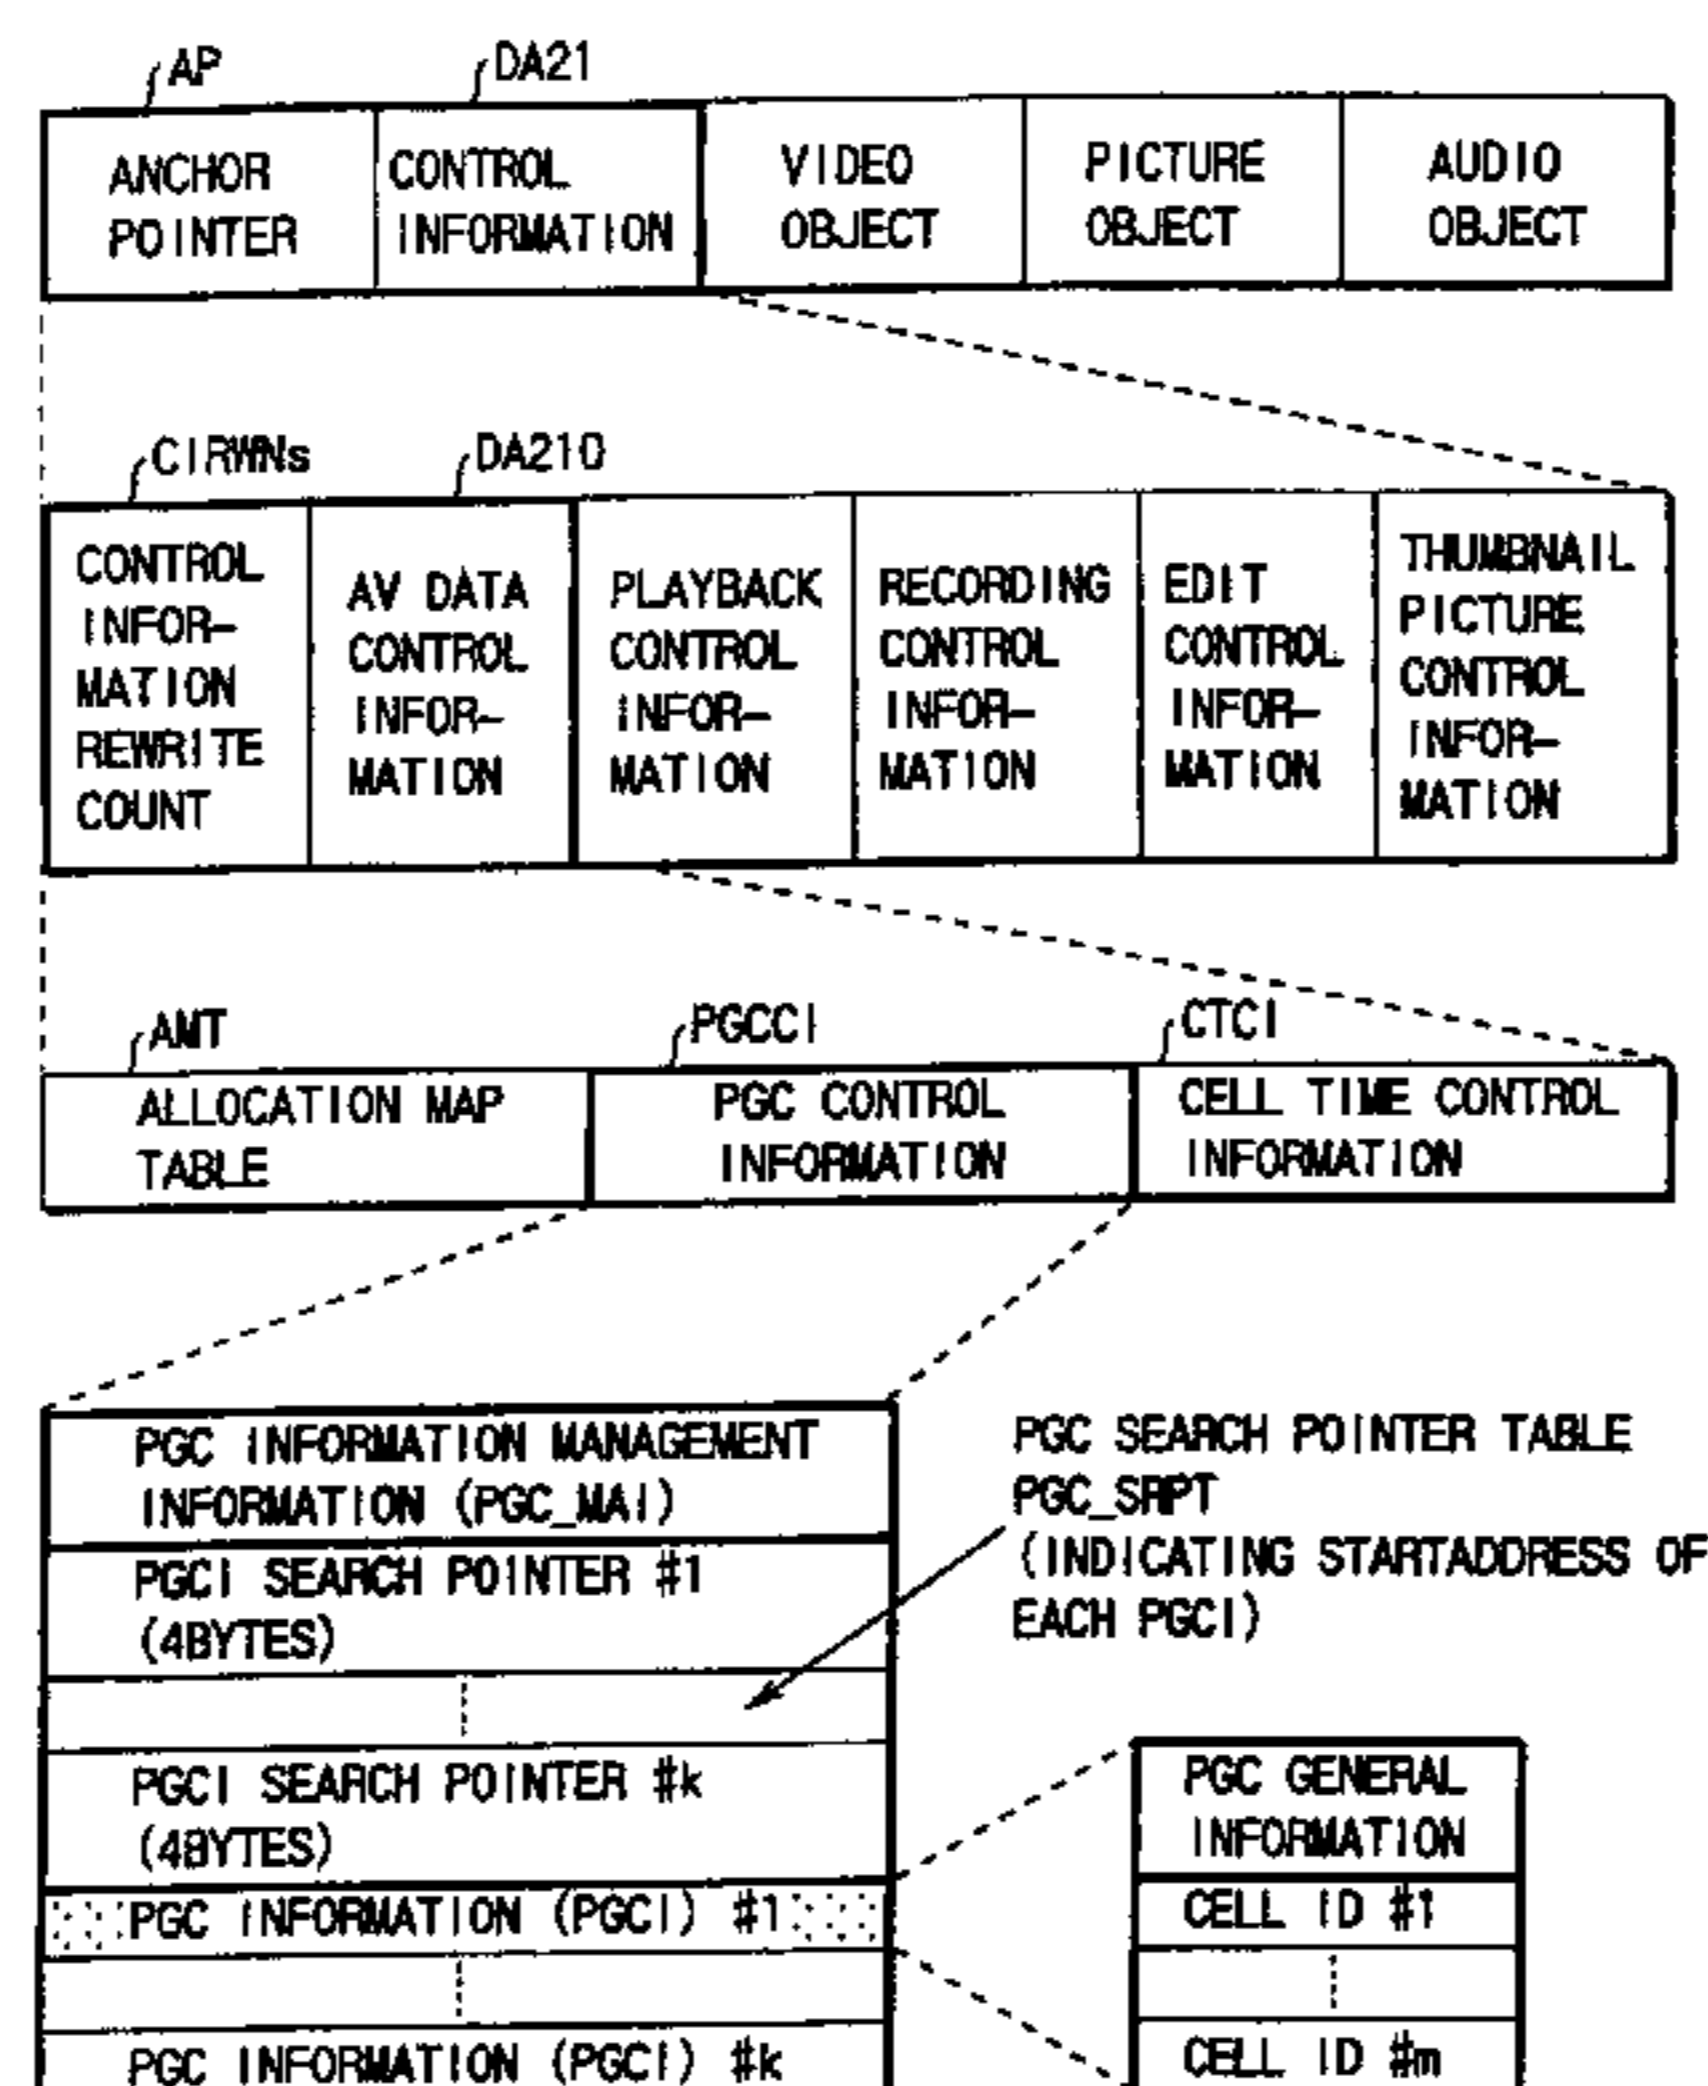 AP
DA21
ANCHOR
POINTER
CONTROL
INFORMATION
VIDEO
OBJECT
PICTURE
OBJECT
AUDIO
OBJECT
CIRWNs
DA210
CONTROL
INFOR-
MATION
REWRITE
COUNT
AV DATA
CONTROL
INFOR-
MATION
PLAYBACK
CONTROL
INFOR-
MATION
RECORDING
CONTROL
INFOR-
MATION
EDIT
CONTROL
INFOR-
MATION
THUMBNAIL
PICTURE
CONTROL
INFOR-
MATION
AMT
PGCCI
CTCI
ALLOCATION MAP
TABLE
PGC CONTROL
INFORMATION
CELL TIME CONTROL
INFORMATION
PGC INFORMATION MANAGEMENT
INFORMATION (PGC_MAI)
PGCI SEARCH POINTER #1
(4BYTES)
PGC SEARCH POINTER TABLE
PGC_SRPT
(INDICATING STARTADDRESS OF
EACH PGCI)
PGCI SEARCH POINTER #k
(4BYTES)
PGC INFORMATION (PGCI) #1
PGC INFORMATION (PGCI) #k
PGC GENERAL
INFORMATION
CELL ID #1
CELL ID #m